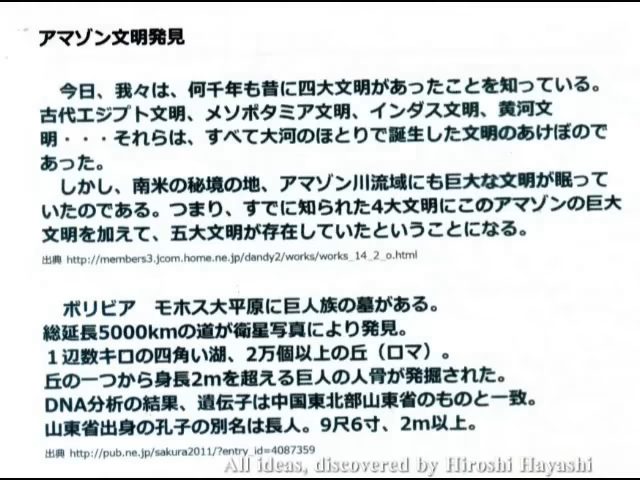 アマゾン文明発見
今日、我々は、何千年も昔に四大文明があったことを知っている。
古代エジプト文明、メソポタミア文明、インダス文明、黄河文
明・・・それらは、すべて大河のほとりで誕生した文明のあけぼので
あった。
しかし、南米の秘境の地、アマゾン川流域にも巨大な文明が眠って
いたのである。つまり、すでに知られた4大文明にこのアマゾンの巨大
文明を加えて、五大文明が存在していたということになる。
出典 http://members3.jcom.home.ne.jp/dandy2/works/works_14_2_o.html
ボリビア　モホス大平原に巨人族の墓がある。
総延長5000kmの道が衛星写真により発見。
１辺数キロの四角い湖、2万個以上の丘（ロマ）。
丘の一つから身長2mを超える巨人の人骨が発掘された。
DNA分析の結果、遺伝子は中国東北部山東省のものと一致。
山東省出身の孔子の別名は長人。9尺6寸、2m以上。
出典 http://pub.ne.jp/sakura2011/?entry_id=4087359
All ideas, discovered by Hiroshi Hayashi